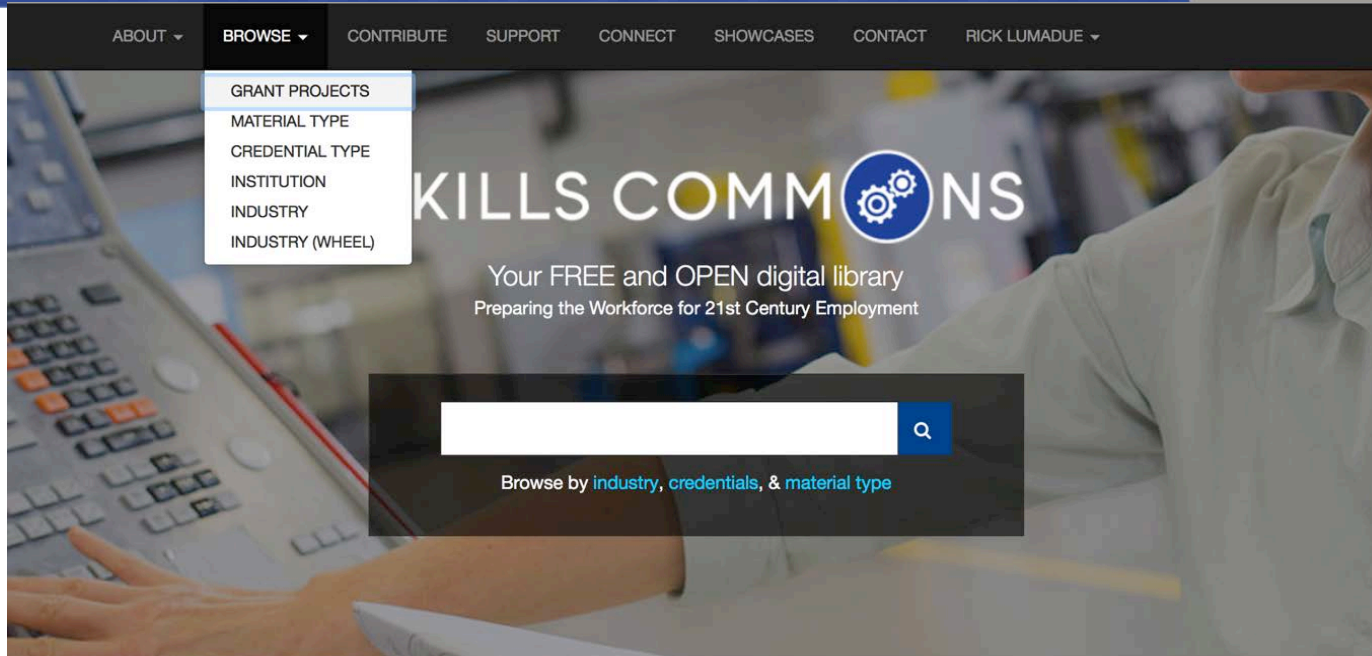 ABOUT BROWSE CONTRIBUTE SUPPORT CONNECT SHOWCASES CONTACT RICK LUMADUE
GRANT PROJECTS
MATERIAL TYPE
CREDENTIAL TYPE
INSTITUTION
INDUSTRY
INDUSTRY (WHEEL)
KILLS COMMONS
Your FREE and OPEN digital library
Preparing the Workforce for 21st Century Employment
Browse by industry, credentials, & material type